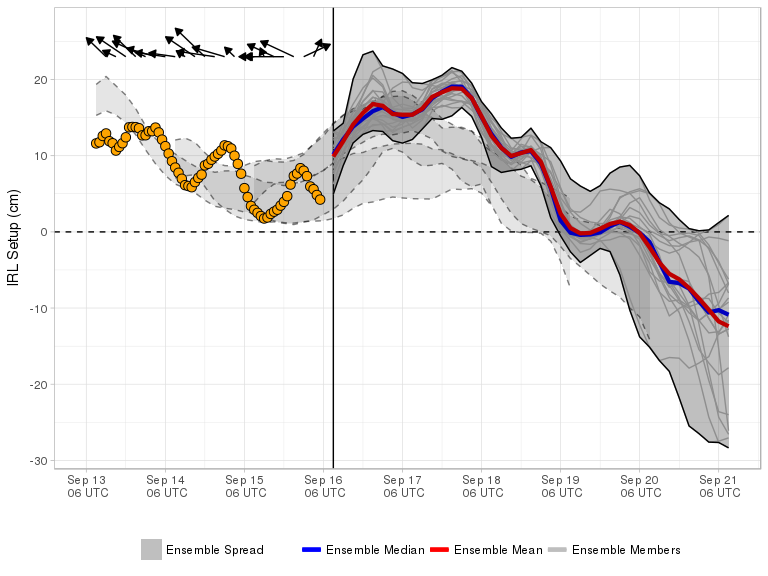 IRL Setup (cm)
20
10
0
-10
-20
-30
Sep 13 Sep 14 Sep 15 Sep 16 Sep 17 Sep 18 Sep 19 Sep 20 Sep 21
06 UTC 06 UTC 06 UTC 06 UTC 06 UTC 06 UTC 06 UTC 06 UTC 06 UTC
Ensemble Spread Ensemble Median Ensemble Mean Ensemble Members